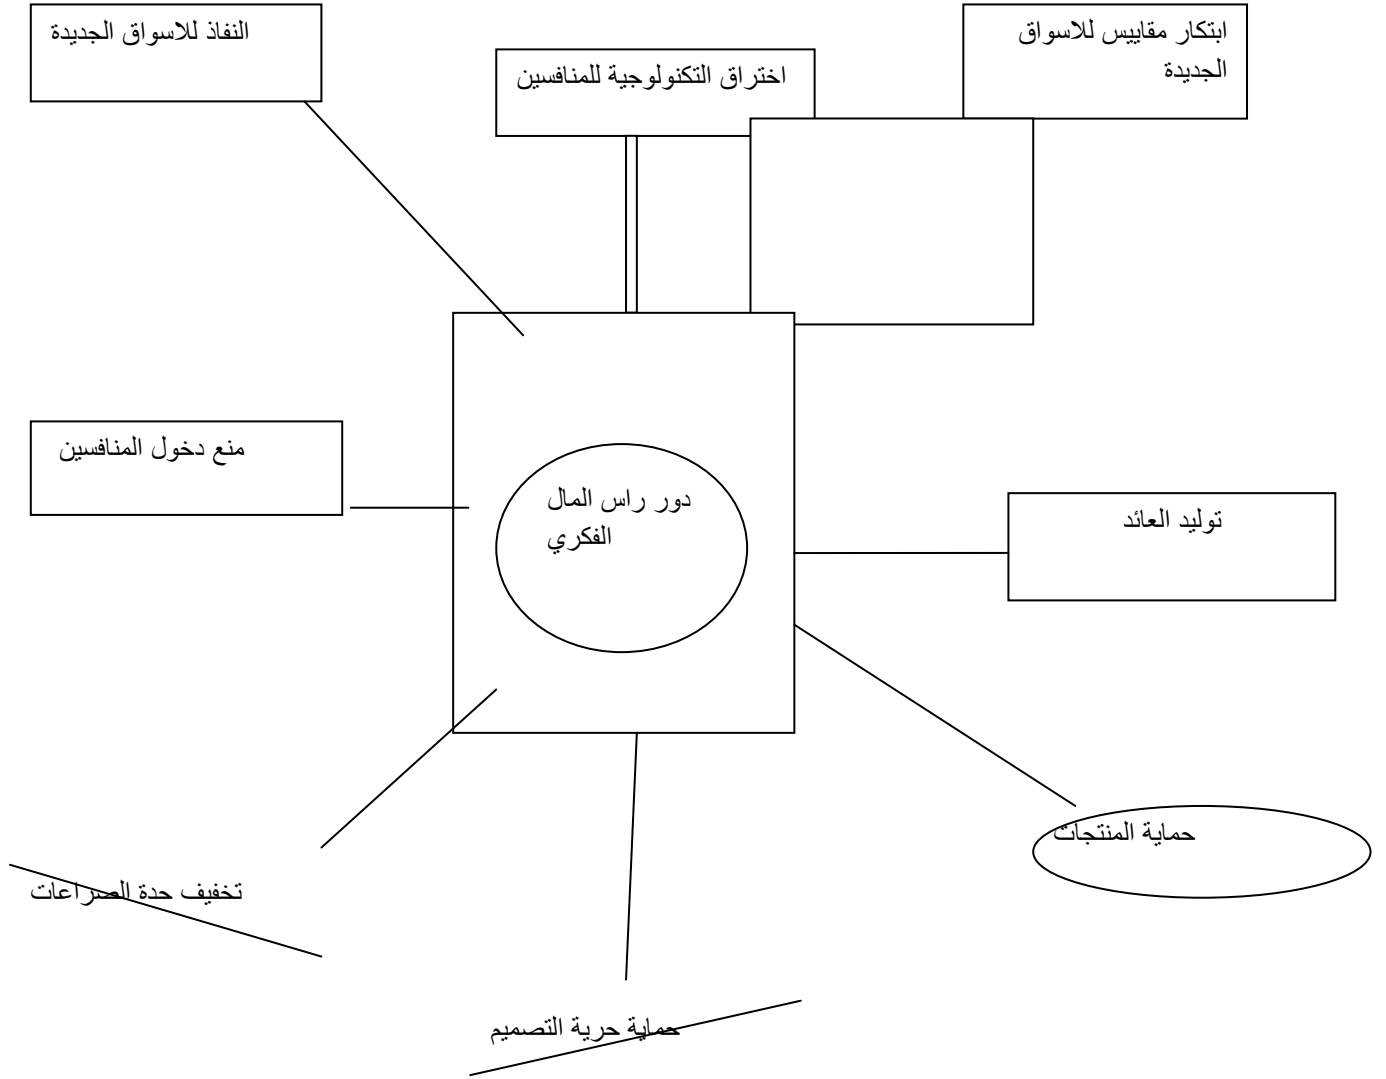 ابتكار مقاييس للاسواق
الجديدة
اختراق التكنولوجية للمنافسين
النفاذ للاسواق الجديدة
منع دخول المنافسين
دور راس المال
الفكري
توليد العائد
حماية المنتجات
تخفيف حدة الصراعات
حماية حرية التصميم